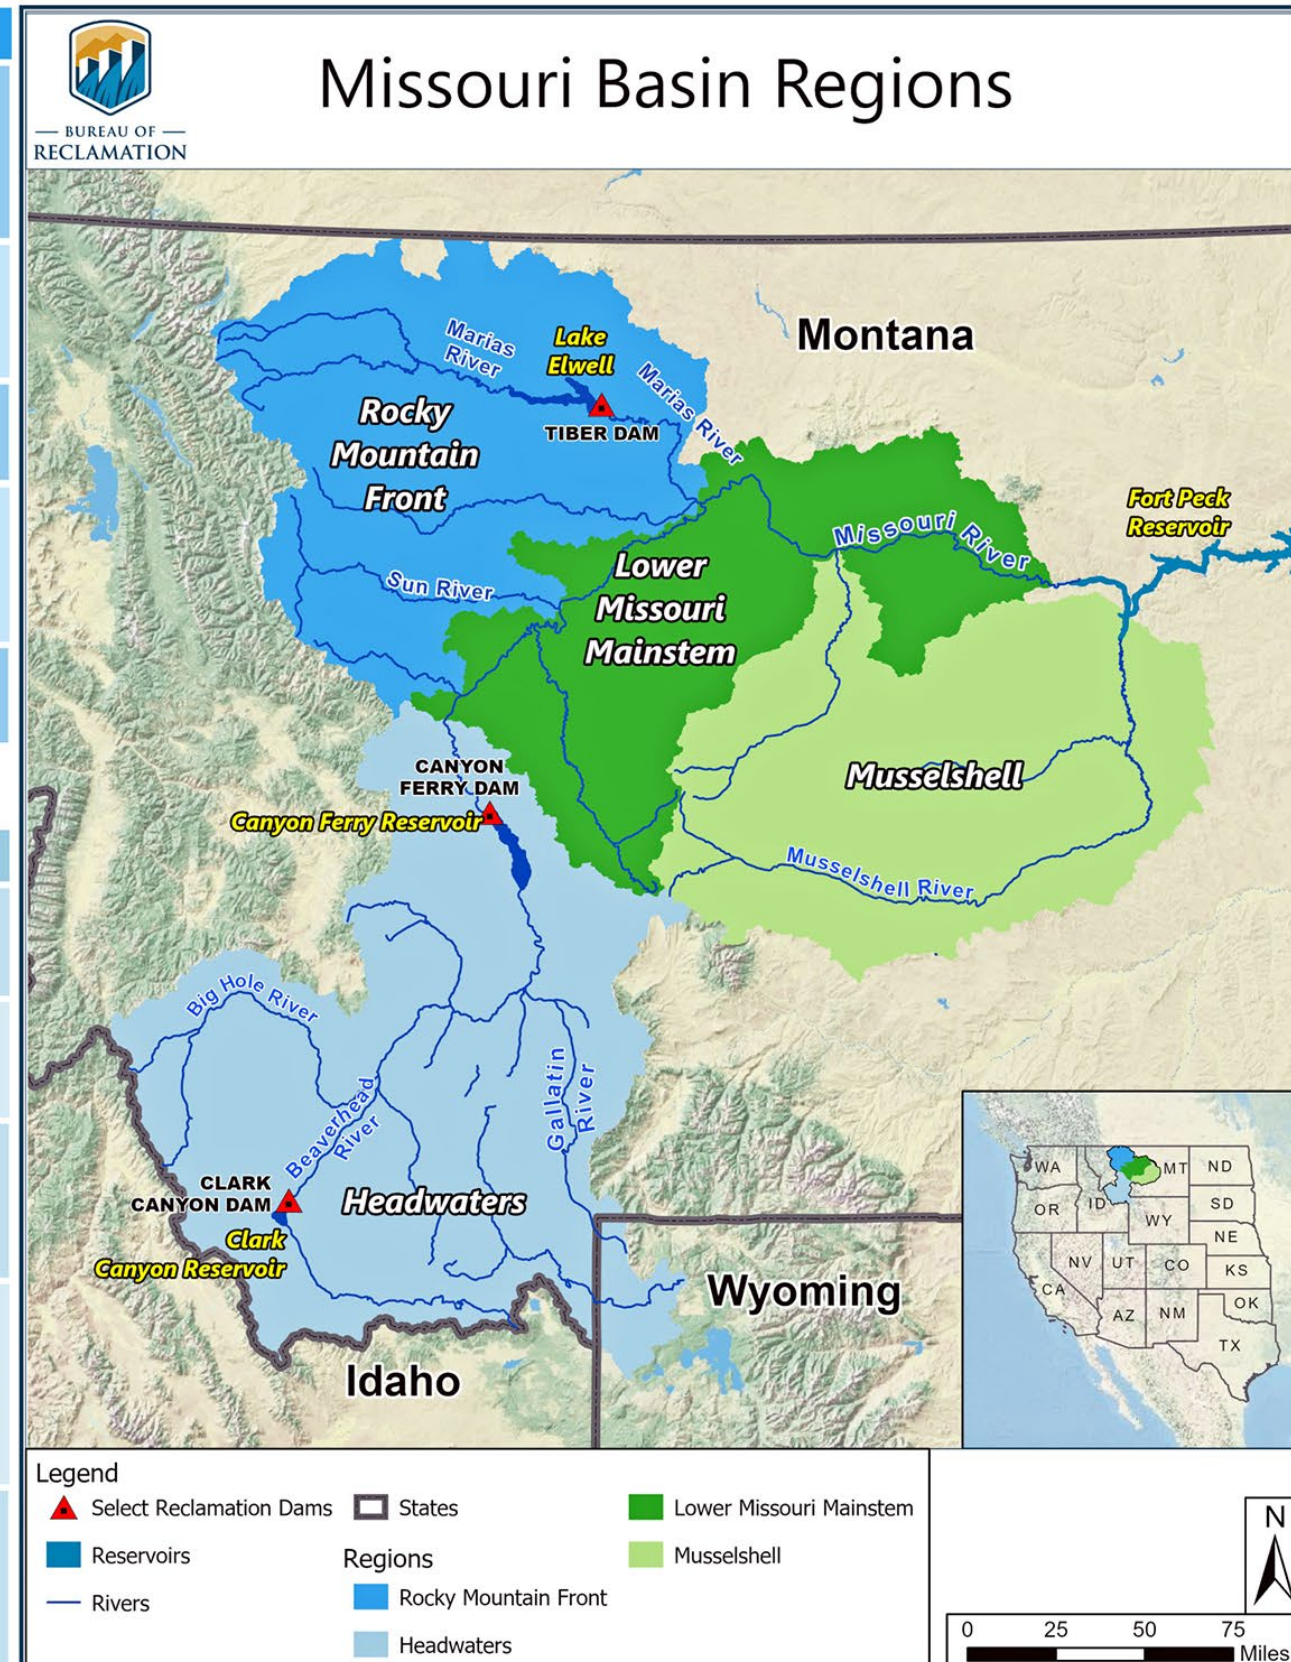 Missouri Basin Regions
BUREAU OF
RECLAMATION
Montana
Marias
River
Lake
Elwell
Marias River
TIBER DAM
Rocky
Mountain
Front
Fort Peck
Reservoir
Missouri River
Sun River
Lower
Missouri
Mainstem
CANYON
FERRY DAM
Canyon Ferry Reservoir
Musselshell
Musselshell River
Big Hole River
Beaverhead
River
Gallatin
River
CLARK
CANYON DAM
Clark
Canyon Reservoir
Headwaters
Wyoming
Idaho
WA
MT
ND
OR
ID
SD
WY
NE
NV
UT
CO
KS
CA
AZ
NM
OK
TX
Legend
Select Reclamation Dams
Reservoirs
Rivers
States
Regions
Rocky Mountain Front
Headwaters
Lower Missouri Mainstem
Musselshell
N
0 25 50 75
Miles